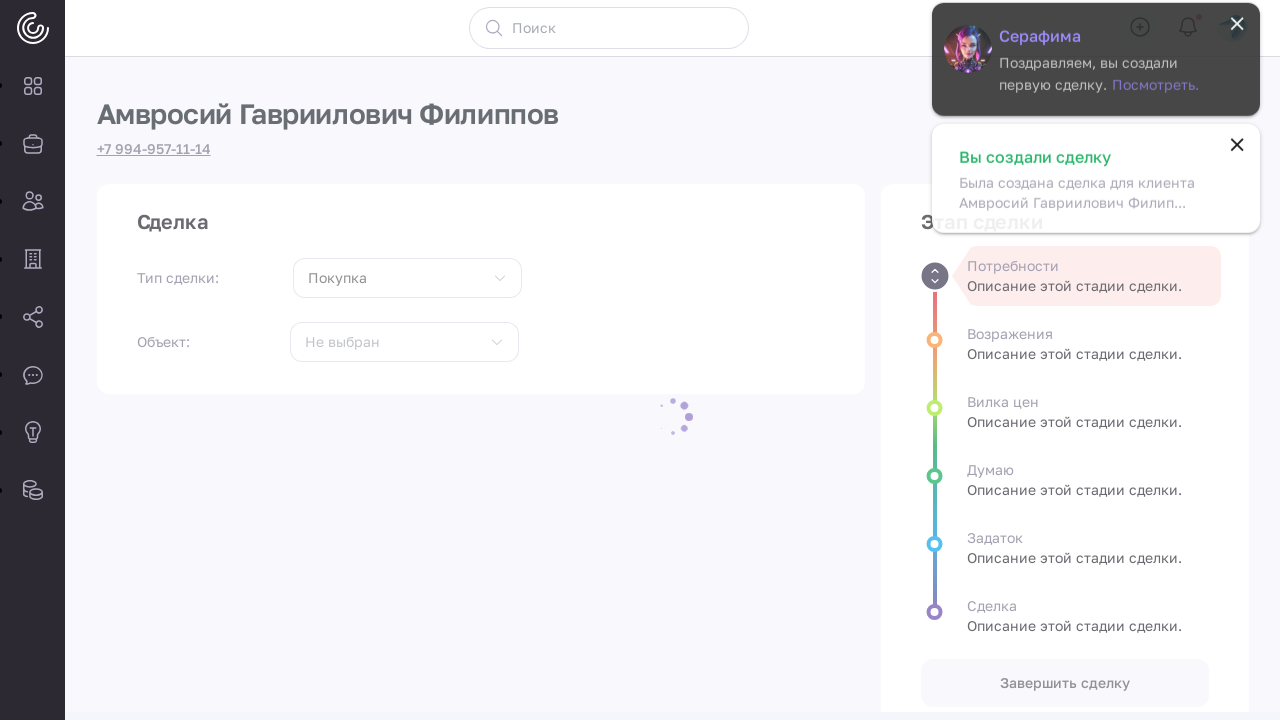 Поиск
Серафима
Поздравляем, вы создали
первую сделку. Посмотреть.
Вы создали сделку
Была создана сделка для клиента
Амвросий Гавриилович Филип...
Амвросий Гавриилович Филиппов
+7 994-957-11-14
Сделка
Тип сделки:
Покупка
Объект:
Не выбран
Этап сделки
Потребности
Описание этой стадии сделки.
Возражения
Описание этой стадии сделки.
Вилка цен
Описание этой стадии сделки.
Думаю
Описание этой стадии сделки.
Задаток
Описание этой стадии сделки.
Сделка
Описание этой стадии сделки.
Завершить сделку